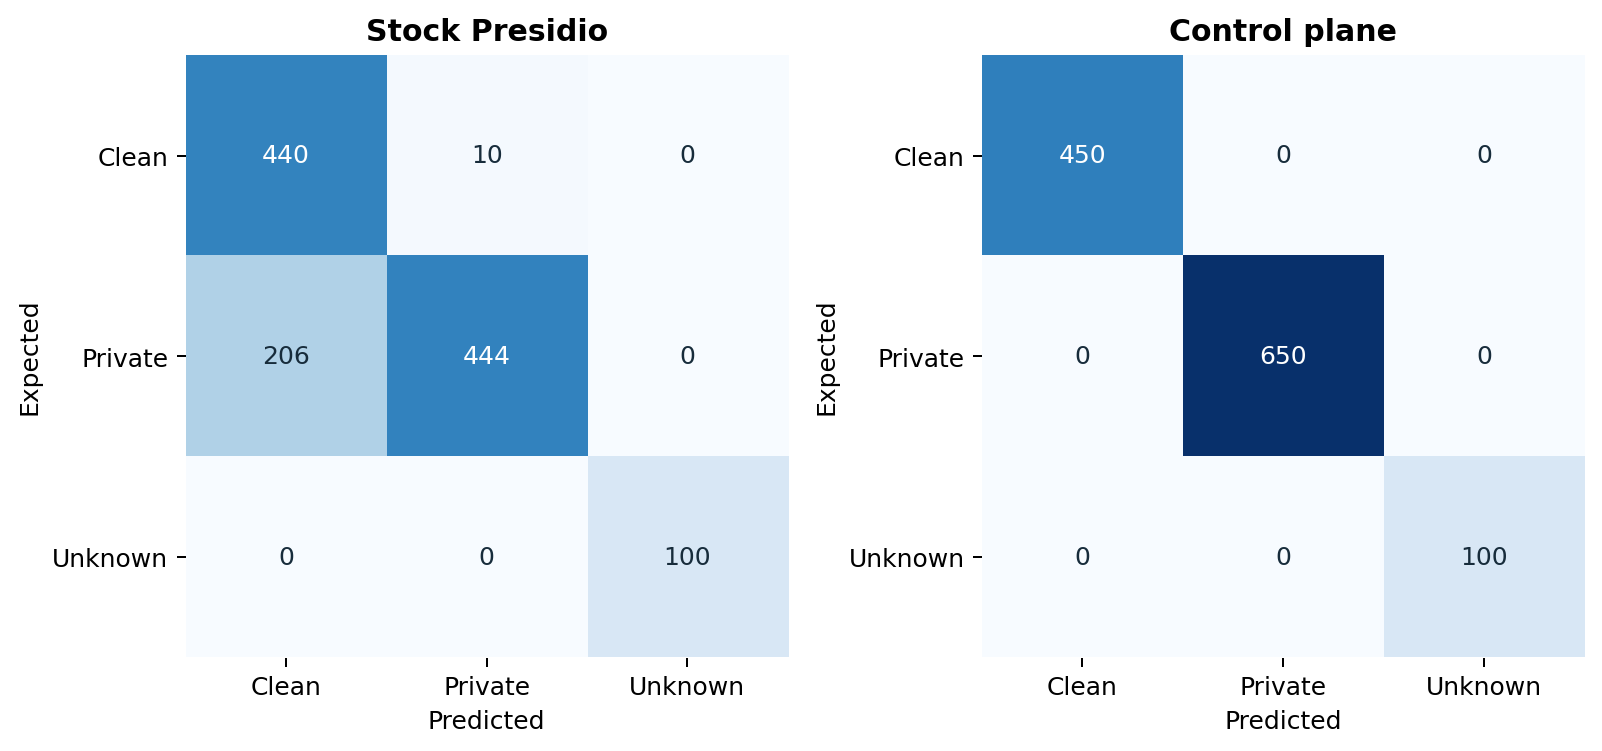 Stock Presidio
Expected
Clean 440 10 0
Private 206 444 0
Unknown 0 0 100
Clean Private Unknown
Predicted
Control plane
Expected
Clean 450 0 0
Private 0 650 0
Unknown 0 0 100
Clean Private Unknown
Predicted